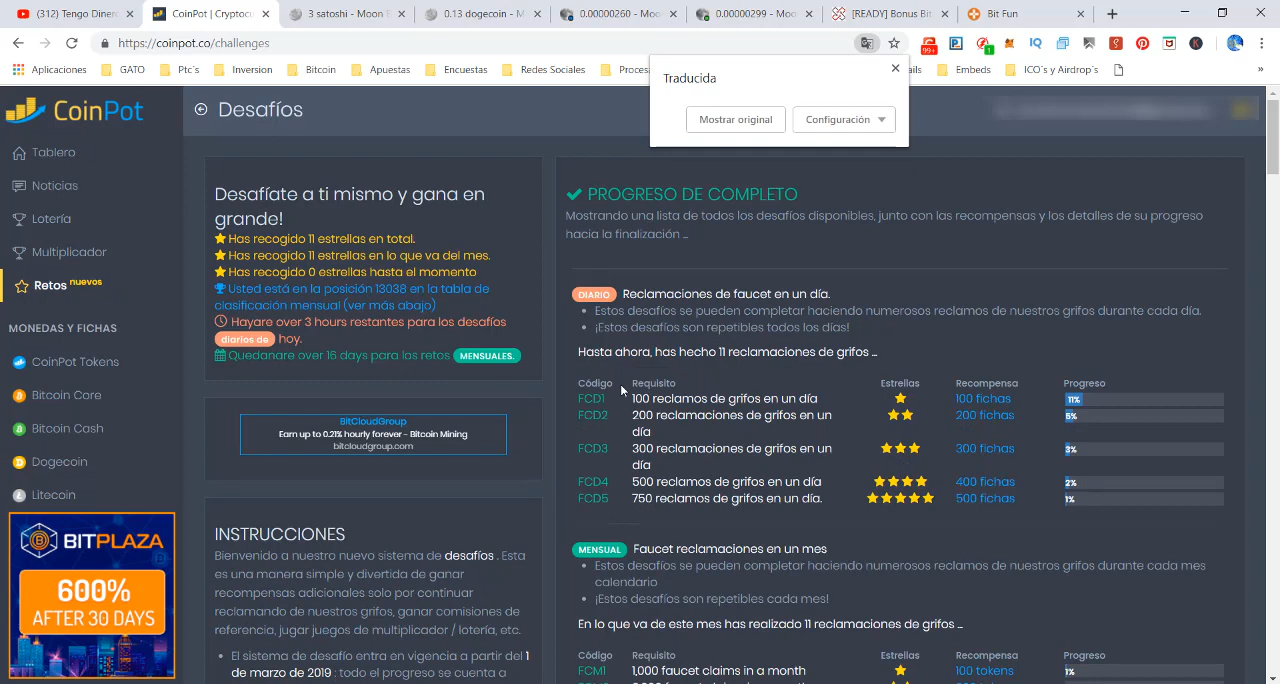 (312) Tengo Dinero
CoinPot | Cryptocu
3 satoshi - Moon B
0.13 dogecoin - M
0.00000260 - Moo
0.00000299 - Moo
[READY] Bonus Bit
Bit Fun
https://coinpot.co/challenges
99+
1
IQ
Aplicaciones
GATO
Ptc´s
Inversion
Bitcoin
Apuestas
Encuestas
Redes Sociales
Proces
ails
Embeds
ICO´s y Airdrop´s
»
Traducida
Mostrar original
Configuración
CoinPot
Tablero
Noticias
Lotería
Multiplicador
Retos nuevos
MONEDAS Y FICHAS
CoinPot Tokens
Bitcoin Core
Bitcoin Cash
Dogecoin
Litecoin
BITPLAZA
600%
AFTER 30 DAYS
Desafíos
Desafíate a ti mismo y gana en
grande!
Has recogido 11 estrellas en total.
Has recogido 11 estrellas en lo que va del mes.
Has recogido 0 estrellas hasta el momento
Usted está en la posición 13038 en la tabla de
clasificación mensual (ver más abajo)
Hayare over 3 hours restantes para los desafíos
diarios de hoy.
Quedanare over 16 days para los retos MENSUALES.
BitCloudGroup
Earn up to 0.21% hourly forever - Bitcoin Mining
bitcloudgroup.com
INSTRUCCIONES
Bienvenido a nuestro nuevo sistema de desafíos . Esta
es una manera simple y divertida de ganar
recompensas adicionales solo por continuar
reclamando de nuestros grifos, ganar comisiones de
referencia, jugar juegos de multiplicador / lotería, etc.
• El sistema de desafío entra en vigencia a partir del 1
de marzo de 2019 : todo el progreso se cuenta a
PROGRESO DE COMPLETO
Mostrando una lista de todos los desafíos disponibles, junto con las recompensas y los detalles de su progreso
hacia la finalización ...
DIARIO Reclamaciones de faucet en un día.
• Estos desafíos se pueden completar haciendo numerosos reclamos de nuestros grifos durante cada día.
• ¡Estos desafíos son repetibles todos los días!
Hasta ahora, has hecho 11 reclamaciones de grifos ...
Código Requisito Estrellas Recompensa Progreso
FCD1 100 reclamos de grifos en un día 100 fichas 11%
FCD2 200 reclamaciones de grifos en un 200 fichas 5%
día
FCD3 300 reclamaciones de grifos en un 300 fichas 3%
día
FCD4 500 reclamos de grifos en un día 400 fichas 2%
FCD5 750 reclamos de grifos en un día. 500 fichas 1%
MENSUAL Faucet reclamaciones en un mes
• Estos desafíos se pueden completar haciendo numerosos reclamos de nuestros grifos durante cada mes
calendario
• ¡Estos desafíos son repetibles cada mes!
En lo que va de este mes has realizado 11 reclamaciones de grifos ...
Código Requisito Estrellas Recompensa Progreso
FCM1 1,000 faucet claims in a month 100 tokens 1%